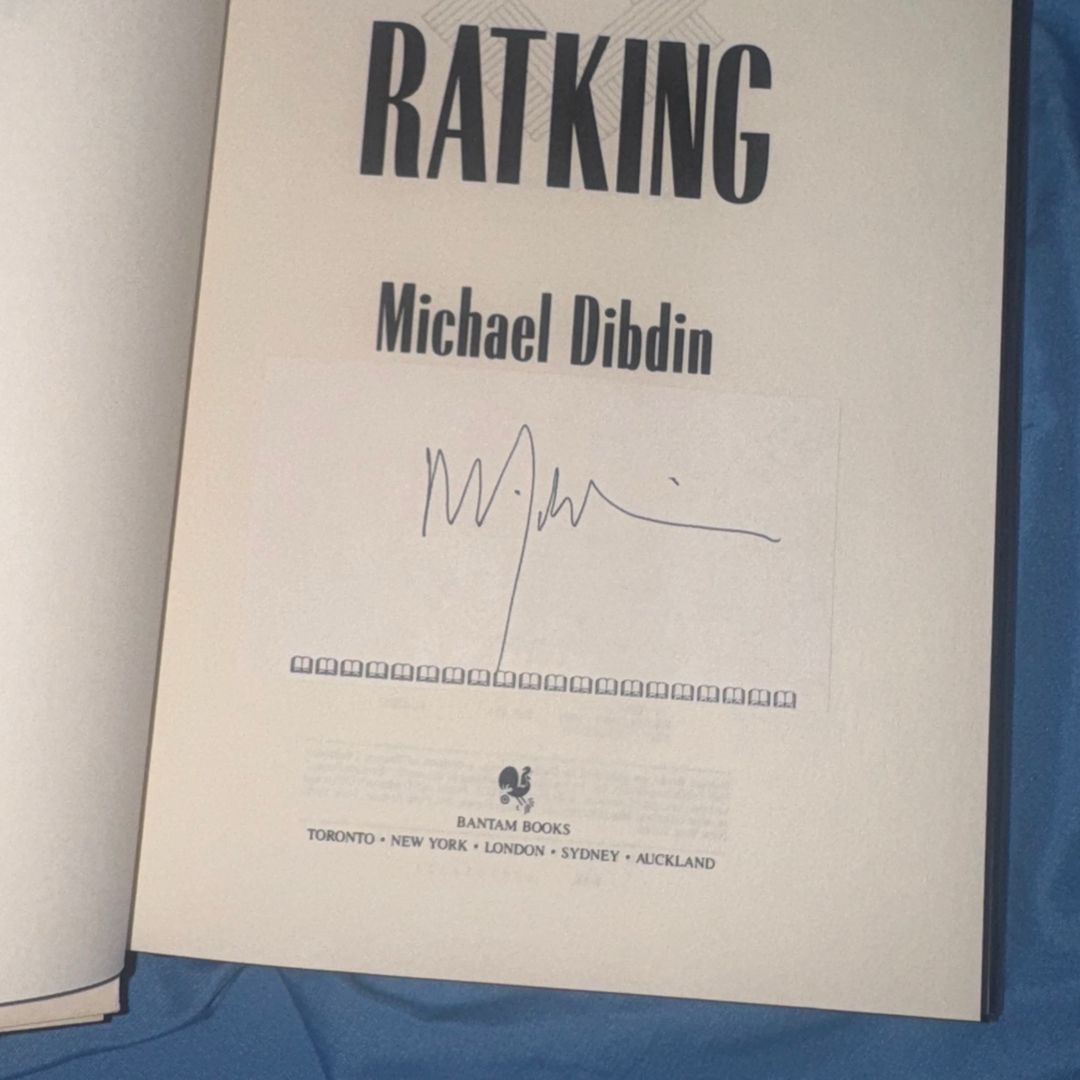 RATKING
Michael Dibdin
BANTAM BOOKS
TORONTO • NEW YORK • LONDON • SYDNEY • AUCKLAND